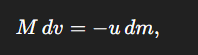 M dv = −u dm,